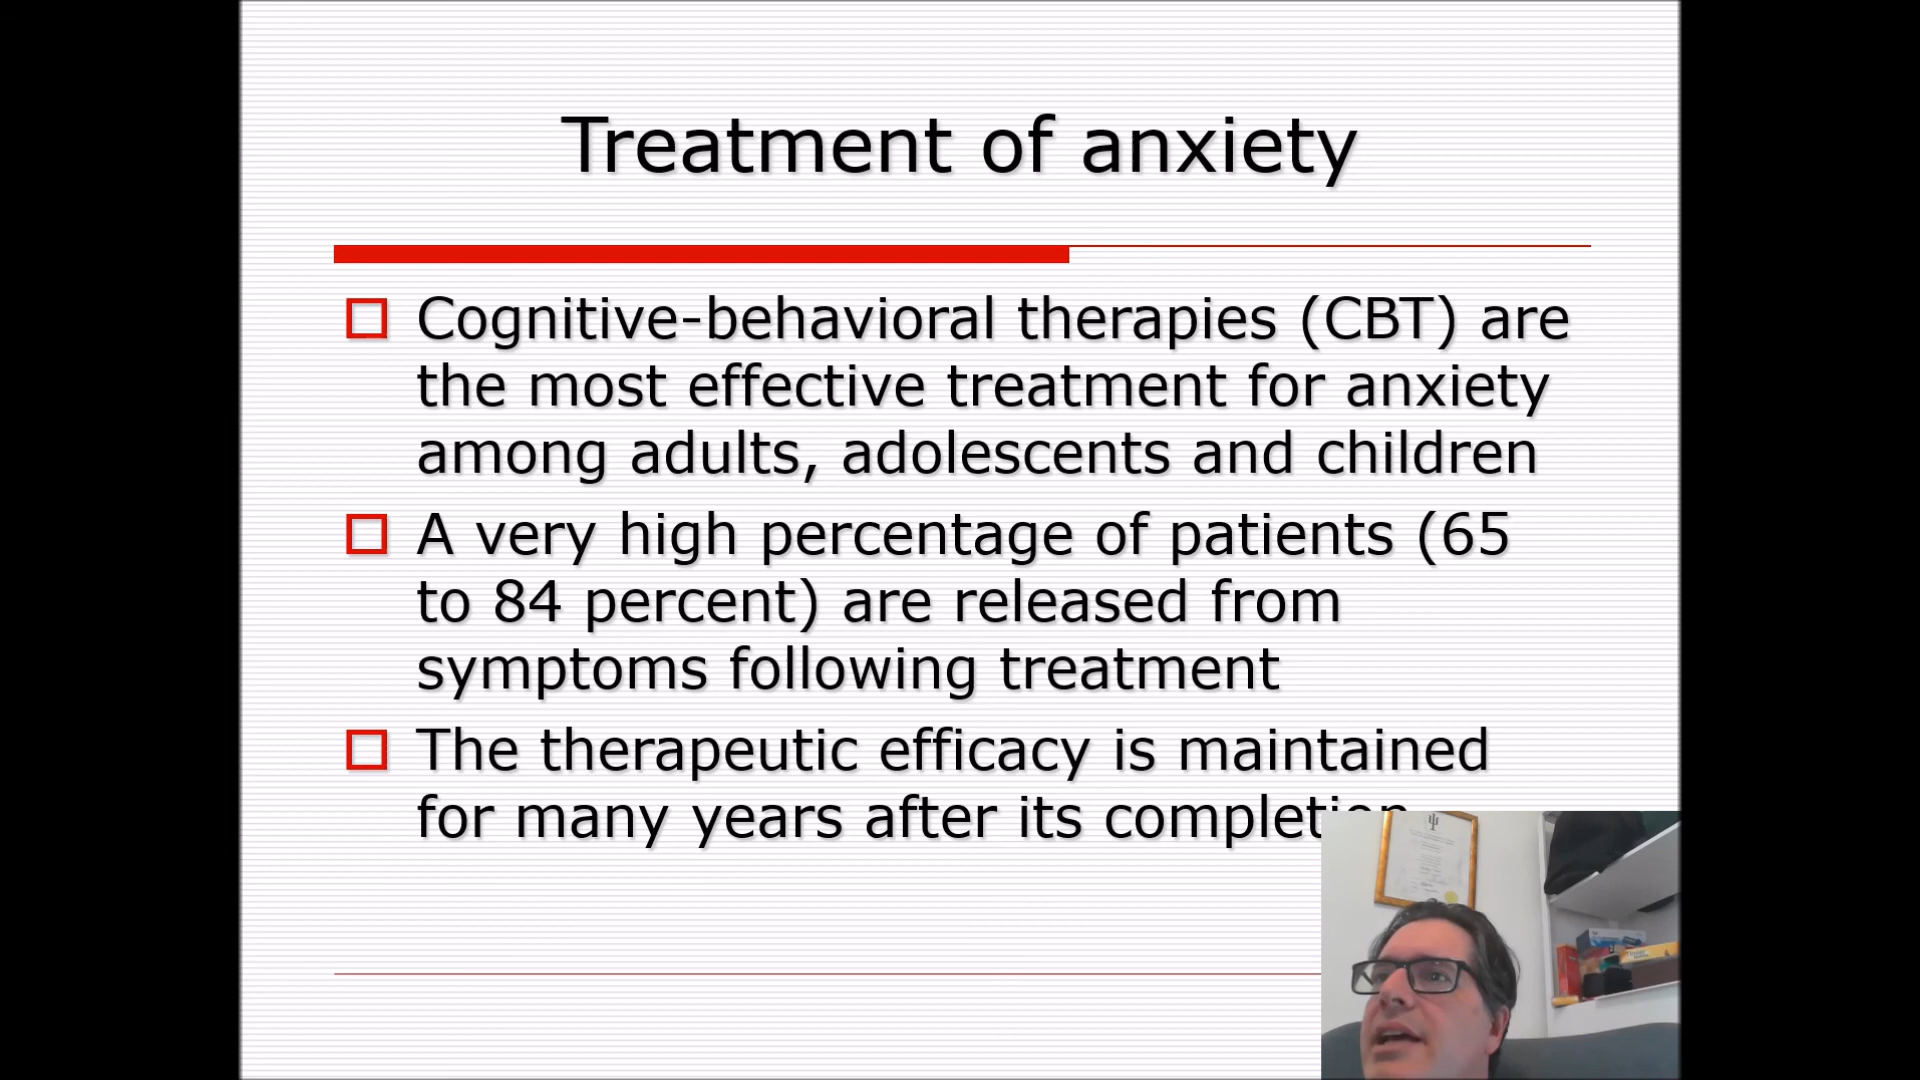 Treatment of anxiety
Cognitive-behavioral therapies (CBT) are
the most effective treatment for anxiety
among adults, adolescents and children
A very high percentage of patients (65
to 84 percent) are released from
symptoms following treatment
The therapeutic efficacy is maintained
for many years after its completion